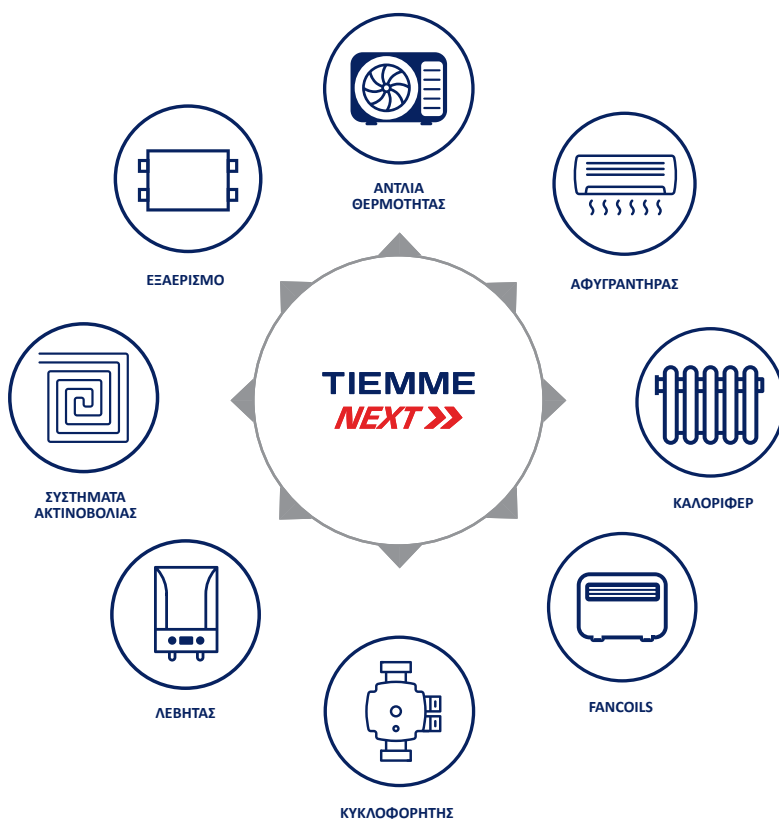 ΑΝΤΛΙΑ
ΘΕΡΜΟΤΗΤΑΣ
ΑΦΥΓΡΑΝΤΗΡΑΣ
ΕΞΑΕΡΙΣΜΟ
TIEMME
NEXT
ΚΑΛΟΡΙΦΕΡ
ΣΥΣΤΗΜΑΤΑ
ΑΚΤΙΝΟΒΟΛΙΑΣ
FANCOILS
ΛΕΒΗΤΑΣ
ΚΥΚΛΟΦΟΡΗΤΗΣ